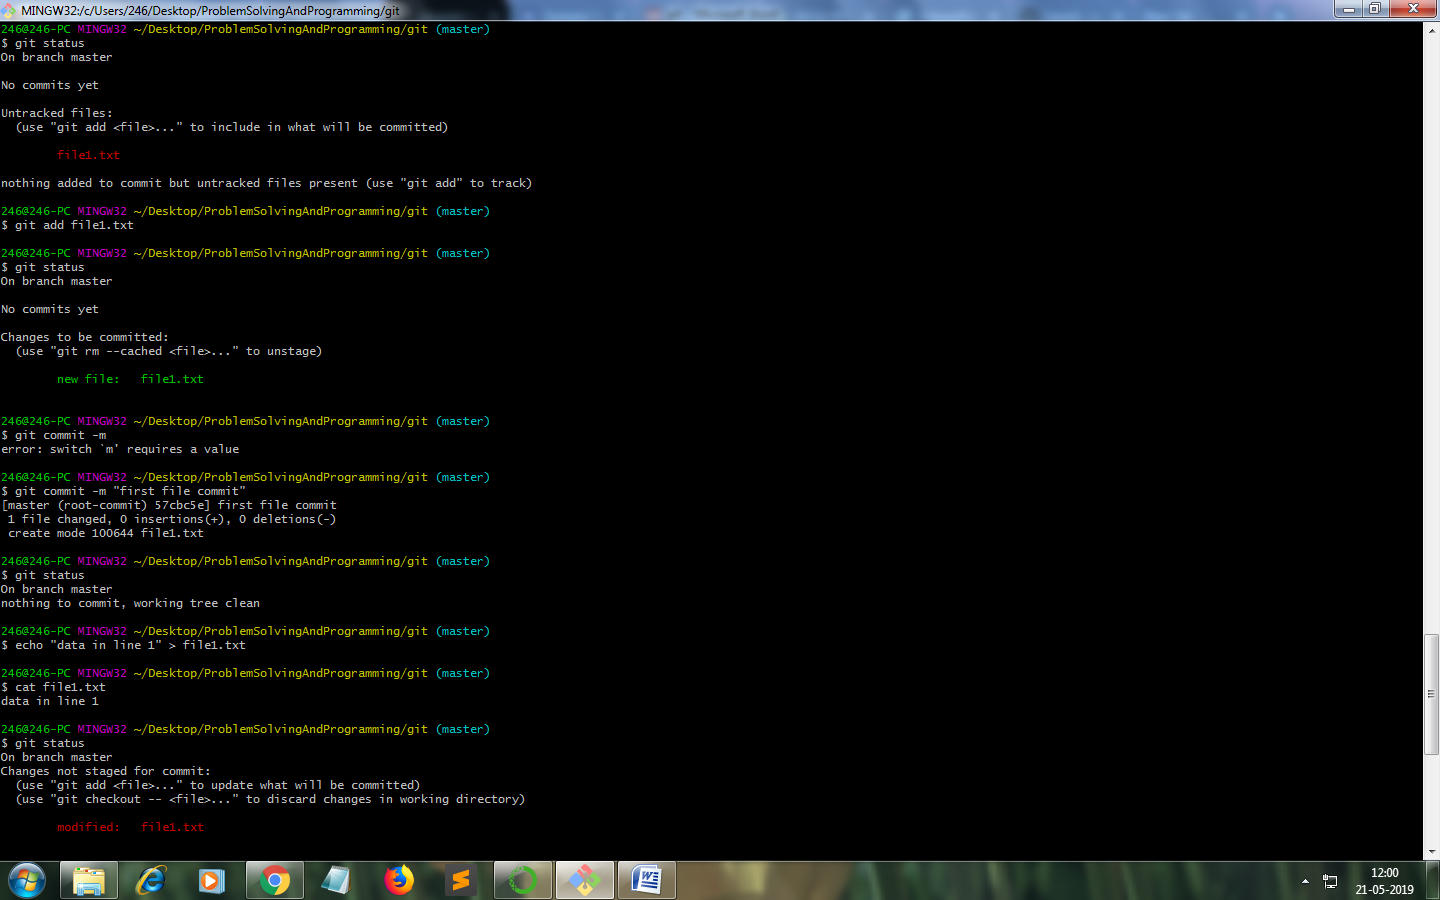 MINGW32:/c/Users/246/Desktop/ProblemSolvingAndProgramming/git
246@246-PC MINGW32 ~/Desktop/ProblemSolvingAndProgramming/git (master)
$ git status
On branch master
No commits yet
Untracked files:
  (use "git add <file>..." to include in what will be committed)
        file1.txt
nothing added to commit but untracked files present (use "git add" to track)
246@246-PC MINGW32 ~/Desktop/ProblemSolvingAndProgramming/git (master)
$ git add file1.txt
246@246-PC MINGW32 ~/Desktop/ProblemSolvingAndProgramming/git (master)
$ git status
On branch master
No commits yet
Changes to be committed:
  (use "git rm --cached <file>..." to unstage)
        new file:   file1.txt
246@246-PC MINGW32 ~/Desktop/ProblemSolvingAndProgramming/git (master)
$ git commit -m
error: switch `m' requires a value
246@246-PC MINGW32 ~/Desktop/ProblemSolvingAndProgramming/git (master)
$ git commit -m "first file commit"
[master (root-commit) 57cbc5e] first file commit
 1 file changed, 0 insertions(+), 0 deletions(-)
 create mode 100644 file1.txt
246@246-PC MINGW32 ~/Desktop/ProblemSolvingAndProgramming/git (master)
$ git status
On branch master
nothing to commit, working tree clean
246@246-PC MINGW32 ~/Desktop/ProblemSolvingAndProgramming/git (master)
$ echo "data in line 1" > file1.txt
246@246-PC MINGW32 ~/Desktop/ProblemSolvingAndProgramming/git (master)
$ cat file1.txt
data in line 1
246@246-PC MINGW32 ~/Desktop/ProblemSolvingAndProgramming/git (master)
$ git status
On branch master
Changes not staged for commit:
  (use "git add <file>..." to update what will be committed)
  (use "git checkout -- <file>..." to discard changes in working directory)
        modified:   file1.txt
12:00
21-05-2019